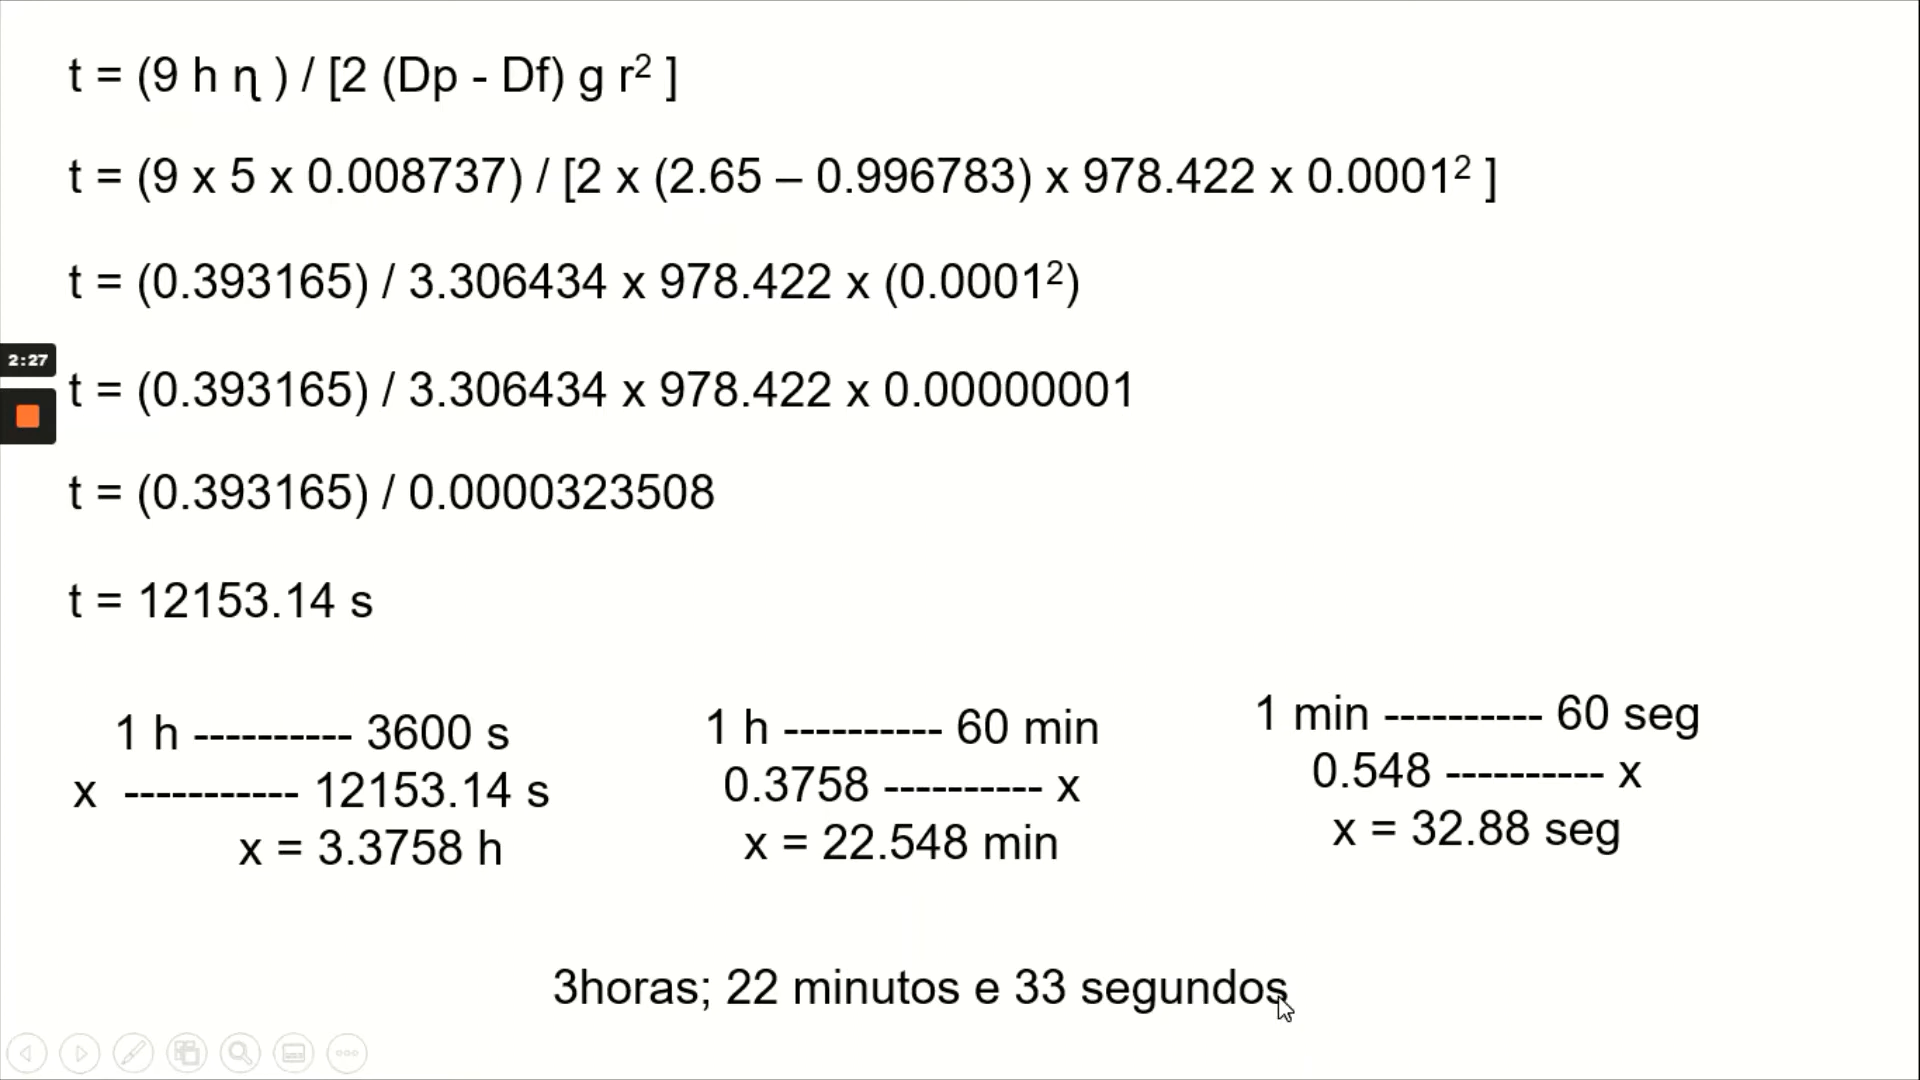 t = (9 h η ) / [2 (Dp - Df) g r² ]
t = (9 x 5 x 0.008737) / [2 x (2.65 – 0.996783) x 978.422 x 0.0001² ]
t = (0.393165) / 3.306434 x 978.422 x (0.0001²)
2:27
t = (0.393165) / 3.306434 x 978.422 x 0.00000001
t = (0.393165) / 0.0000323508
t = 12153.14 s
1 h ---------- 3600 s
x ----------- 12153.14 s
x = 3.3758 h
1 h ---------- 60 min
0.3758 ---------- x
x = 22.548 min
1 min ---------- 60 seg
0.548 ---------- x
x = 32.88 seg
3horas; 22 minutos e 33 segundos